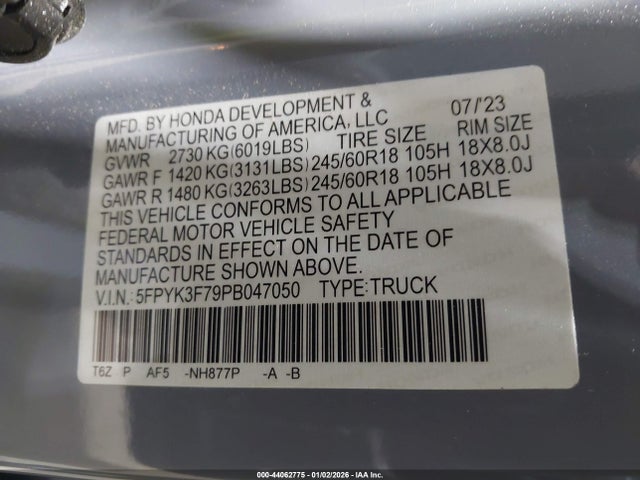 MFD. BY HONDA DEVELOPMENT & 07/'23
MANUFACTURING OF AMERICA, LLC
GVWR 2730 KG(6019LBS) TIRE SIZE RIM SIZE
GAWR F 1420 KG(3131LBS) 245/60R18 105H 18X8.0J
GAWR R 1480 KG(3263LBS) 245/60R18 105H 18X8.0J
THIS VEHICLE CONFORMS TO ALL APPLICABLE
FEDERAL MOTOR VEHICLE SAFETY
STANDARDS IN EFFECT ON THE DATE OF
MANUFACTURE SHOWN ABOVE.
V.I.N.: 5FPYK3F79PB047050 TYPE: TRUCK
T6Z P AF5 -NH877P -A -B
000-44062775 - 01/02/2026 - IAA Inc.